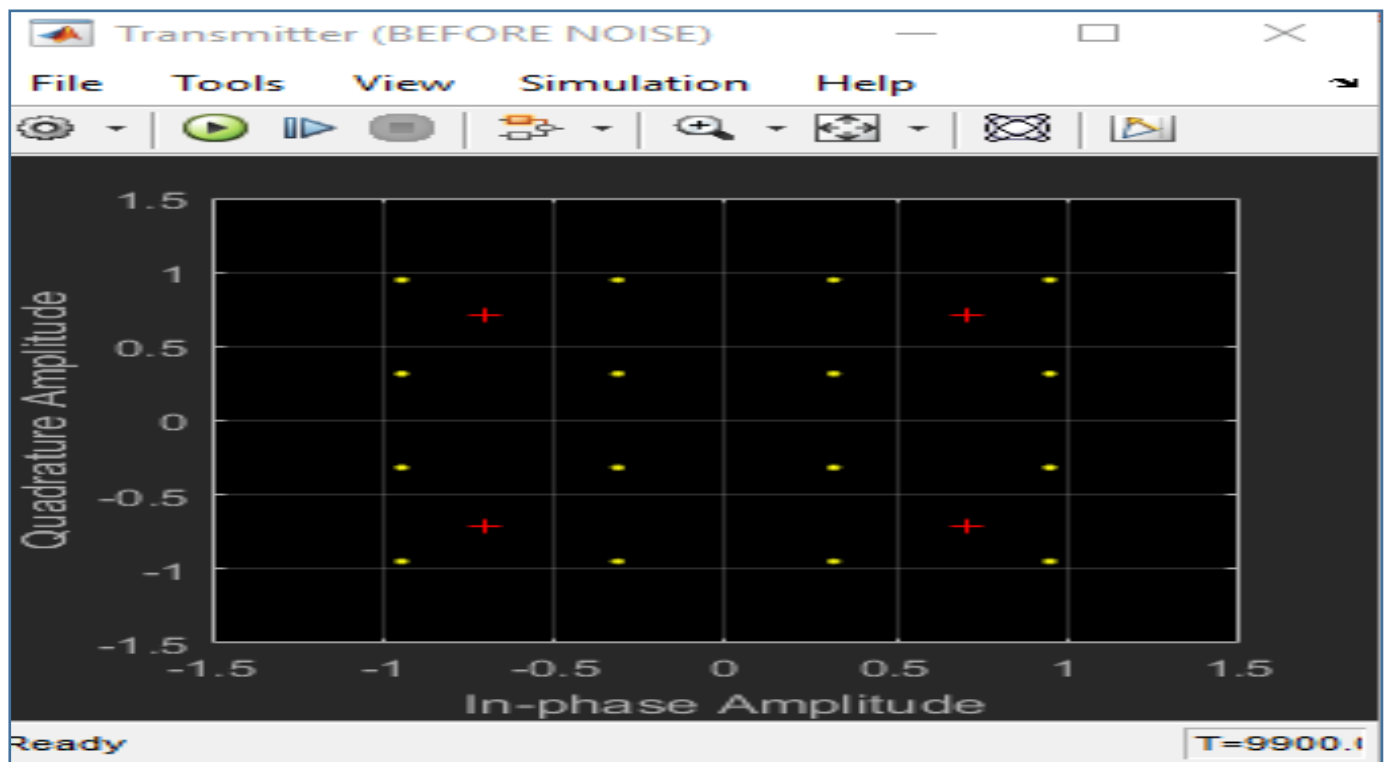 Transmitter (BEFORE NOISE)
File Tools View Simulation Help
1.5
1
0.5
0
-0.5
-1
-1.5
Quadrature Amplitude
-1.5 -1 -0.5 0 0.5 1 1.5
In-phase Amplitude
Ready T=9900.